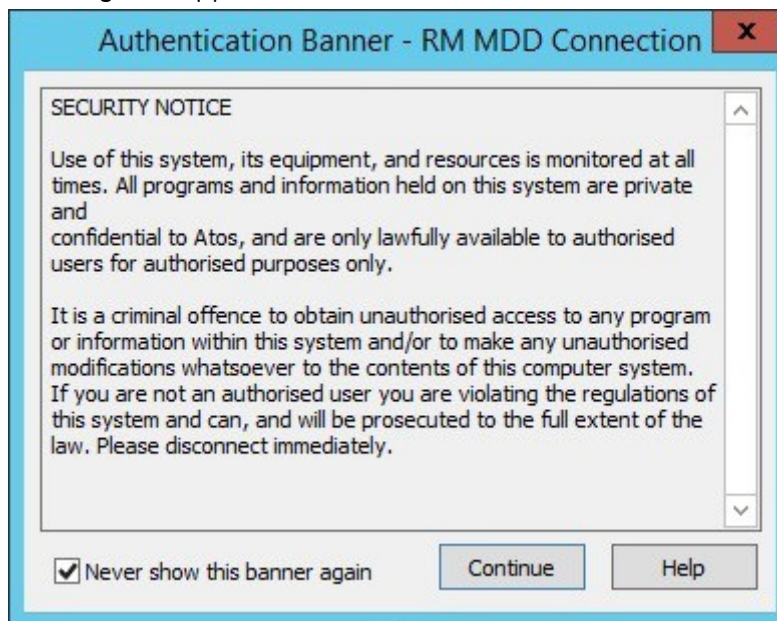 Authentication Banner - RM MDD Connection
x
SECURITY NOTICE
Use of this system, its equipment, and resources is monitored at all
times. All programs and information held on this system are private
and
confidential to Atos, and are only lawfully available to authorised
users for authorised purposes only.
It is a criminal offence to obtain unauthorised access to any program
or information within this system and/or to make any unauthorised
modifications whatsoever to the contents of this computer system.
If you are not an authorised user you are violating the regulations of
this system and can, and will be prosecuted to the full extent of the
law. Please disconnect immediately.
Never show this banner again
Continue
Help